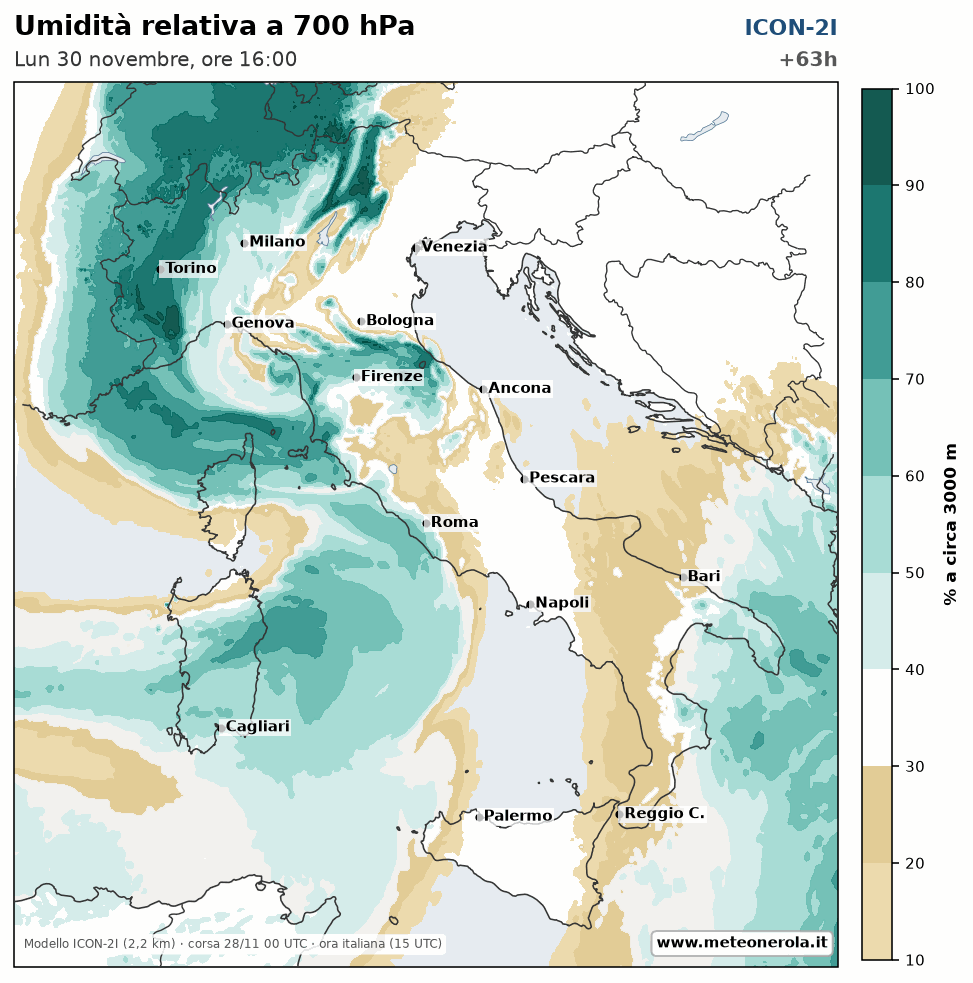 Umidità relativa a 700 hPa
ICON-2I
Lun 30 novembre, ore 16:00
+63h
100
90
80
70
60
50
40
30
20
10
% a circa 3000 m
Milano
Venezia
Torino
Genova
Bologna
Firenze
Ancona
Pescara
Roma
Bari
Napoli
Cagliari
Palermo
Reggio C.
Modello ICON-2I (2,2 km) · corsa 28/11 00 UTC · ora italiana (15 UTC)
www.meteonerola.it